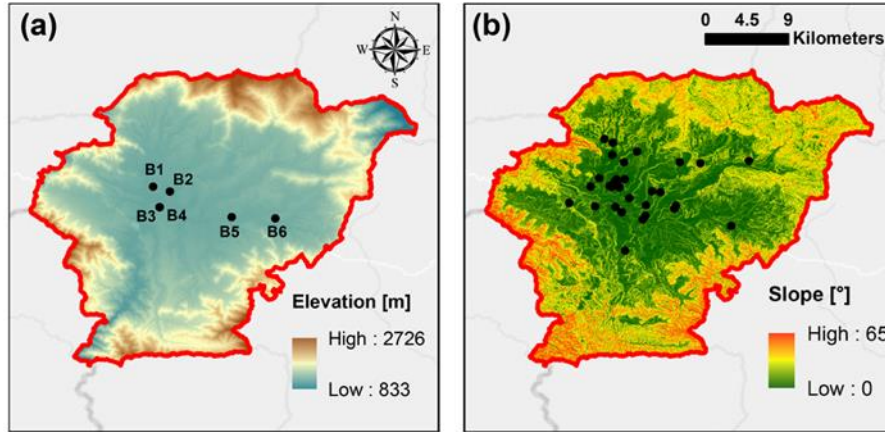 (a)
N
W E
S
B1
B2
B3 B4
B5 B6
Elevation [m]
High : 2726
Low : 833
(b)
0 4.5 9
Kilometers
Slope [°]
High : 65
Low : 0